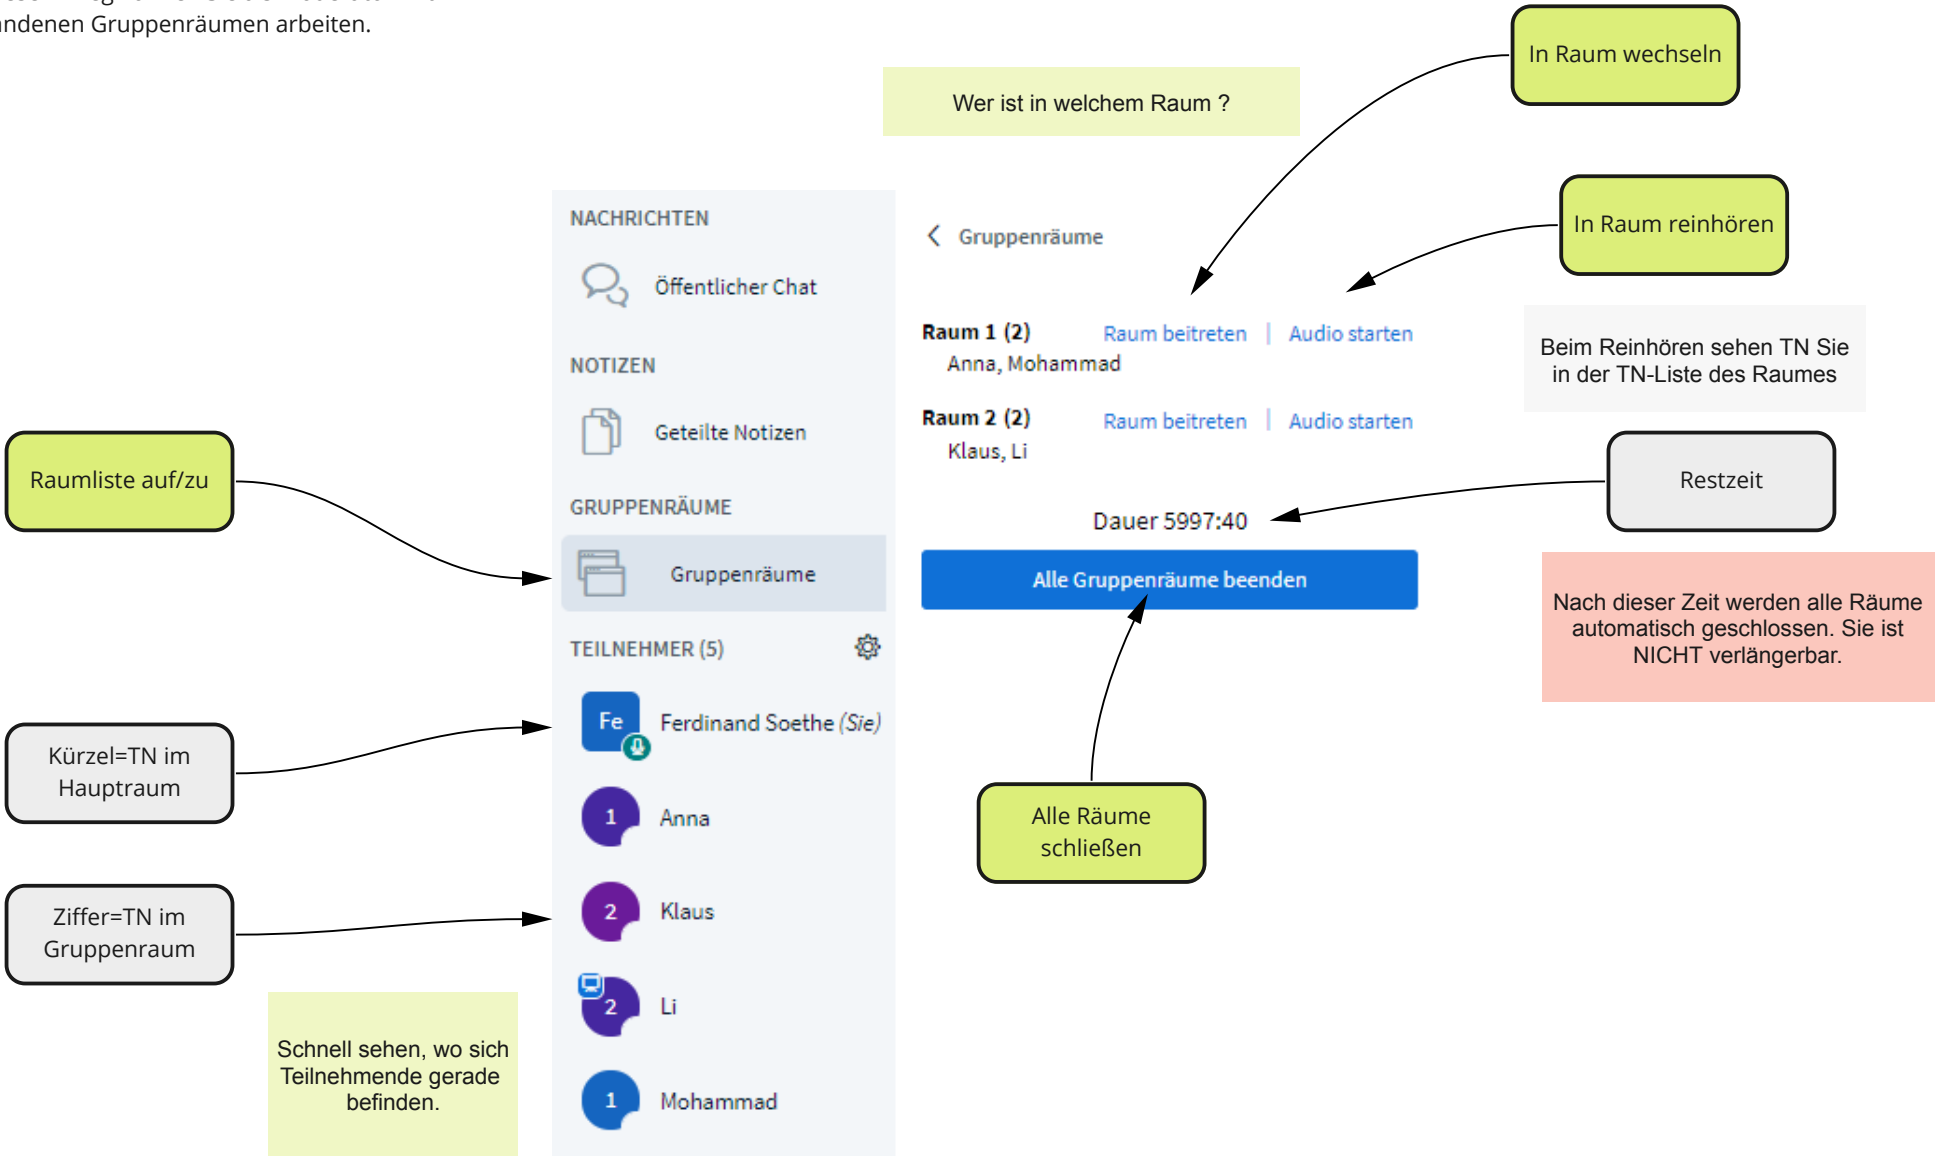 andenen Gruppenräumen arbeiten.
In Raum wechseln
Wer ist in welchem Raum ?
In Raum reinhören
Beim Reinhören sehen TN Sie
in der TN-Liste des Raumes
Restzeit
Nach dieser Zeit werden alle Räume
automatisch geschlossen. Sie ist
NICHT verlängerbar.
Raumliste auf/zu
Kürzel=TN im
Hauptraum
Ziffer=TN im
Gruppenraum
Schnell sehen, wo sich
Teilnehmende gerade
befinden.
NACHRICHTEN
Öffentlicher Chat
NOTIZEN
Geteilte Notizen
GRUPPENRÄUME
Gruppenräume
TEILNEHMER (5)
Fe Ferdinand Soethe (Sie)
1 Anna
2 Klaus
2 Li
1 Mohammad
Gruppenräume
Raum 1 (2) Raum beitreten | Audio starten
Anna, Mohammad
Raum 2 (2) Raum beitreten | Audio starten
Klaus, Li
Dauer 5997:40
Alle Gruppenräume beenden
Alle Räume
schließen